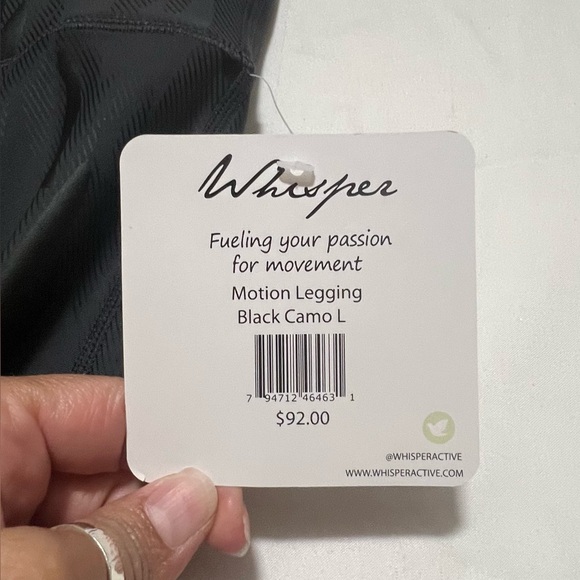 Whisper
Fueling your passion
for movement
Motion Legging
Black Camo L
7 94712 46463 1
$92.00
@WHISPERACTIVE
WWW.WHISPERACTIVE.COM